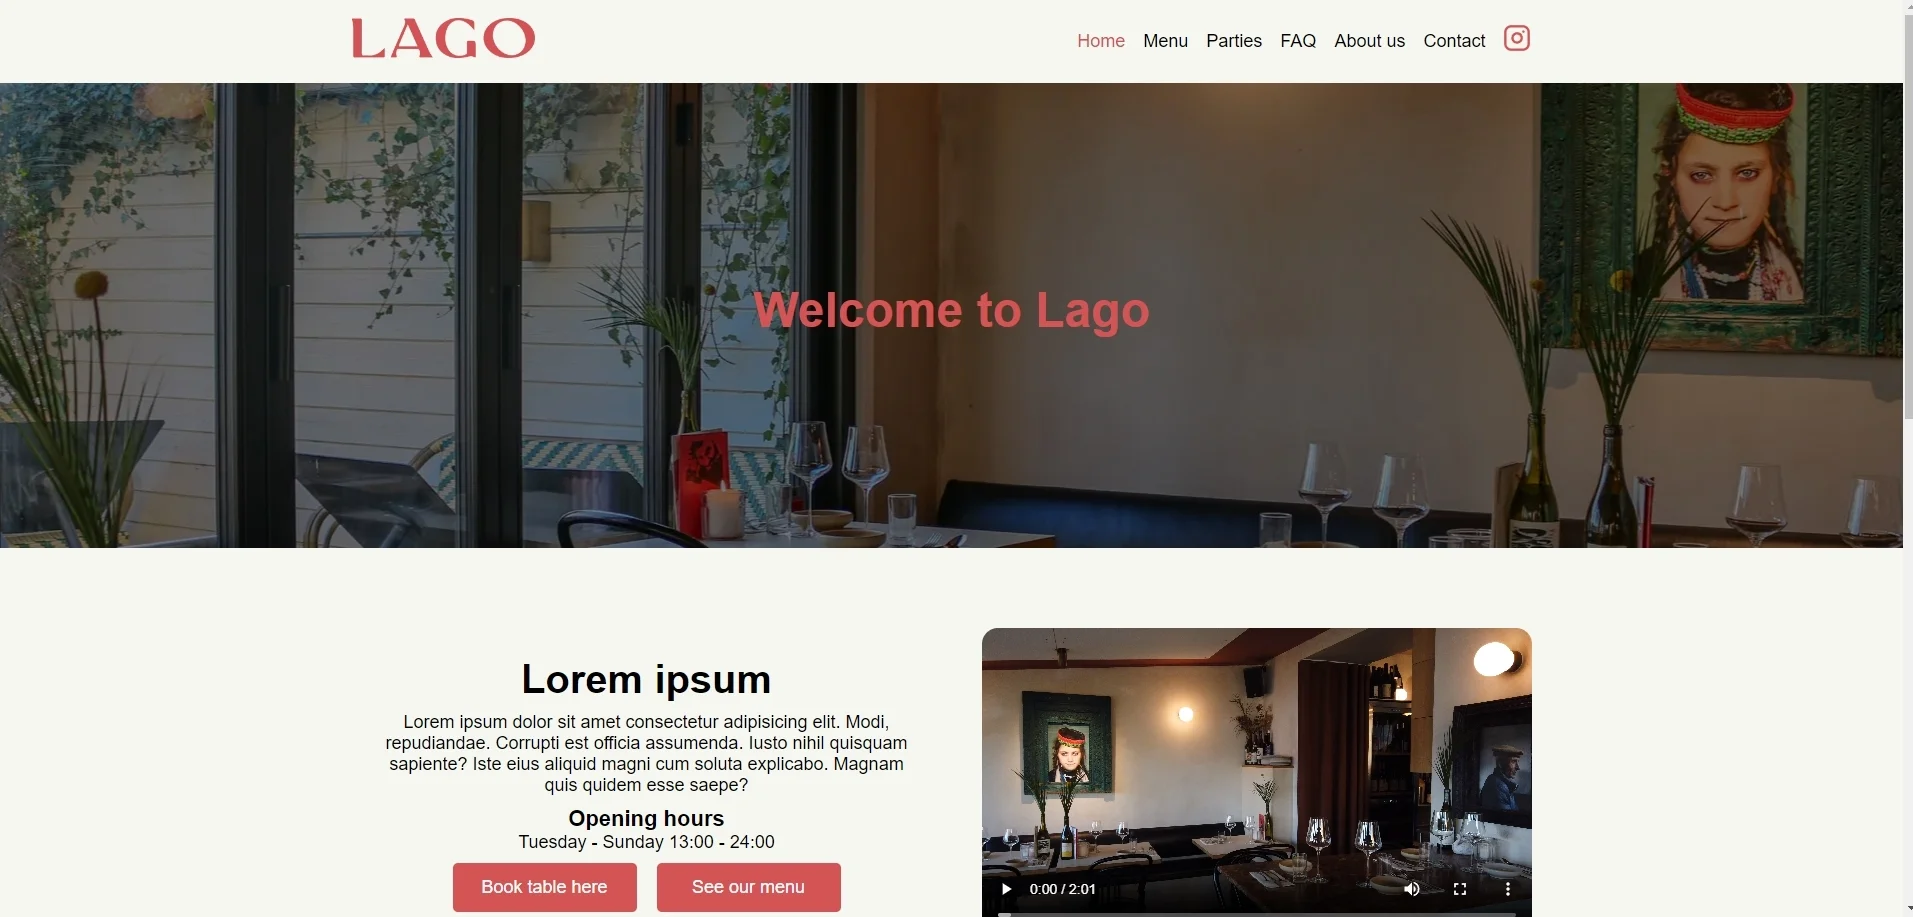 LAGO
Home Menu Parties FAQ About us Contact
Welcome to Lago
Lorem ipsum
Lorem ipsum dolor sit amet consectetur adipisicing elit. Modi,
repudiandae. Corrupti est officia assumenda. Iusto nihil quisquam
sapiente? Iste eius aliquid magni cum soluta explicabo. Magnam
quis quidem esse saepe?
Opening hours
Tuesday - Sunday 13:00 - 24:00
Book table here
See our menu
0:00 / 2:01